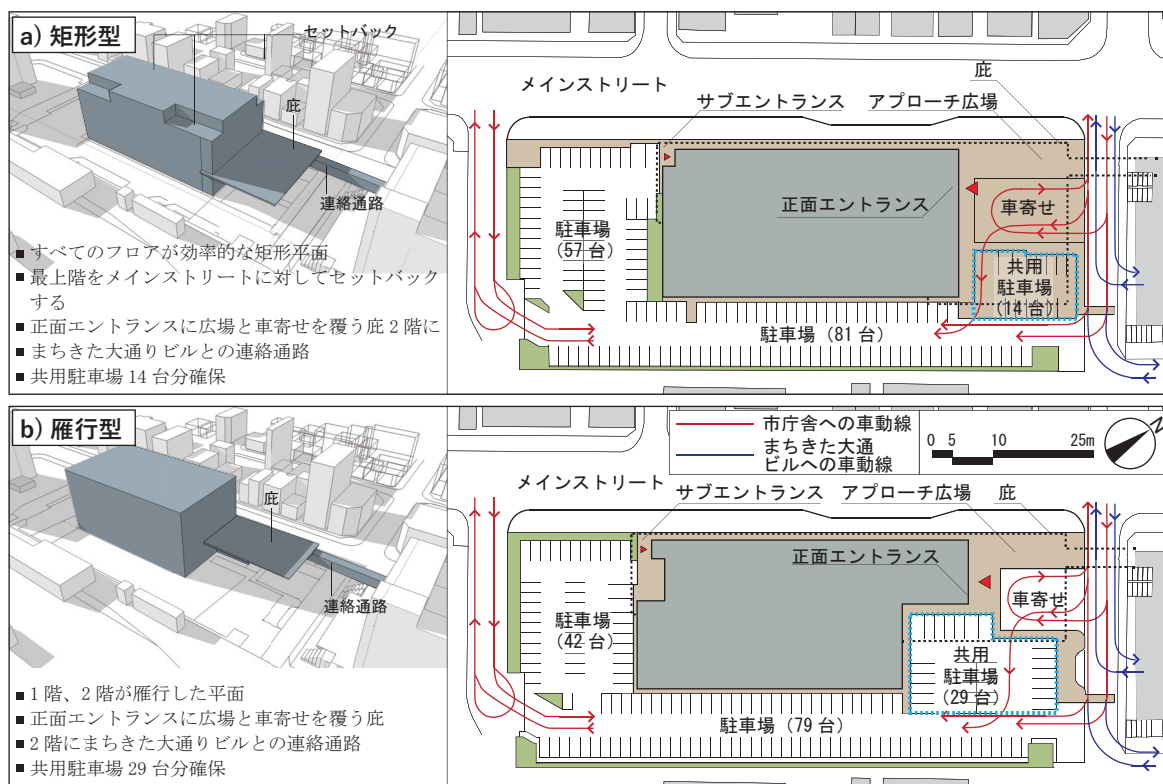 a) 矩形型
セットバック
庇
連絡通路
■ すべてのフロアが効率的な矩形平面
■ 最上階をメインストリートに対してセットバック
する
■ 正面エントランスに広場と車寄せを覆う庇 2 階に
■ まちきた大通りビルとの連絡通路
■ 共用駐車場 14 台分確保
メインストリート
庇
サブエントランス
アプローチ広場
正面エントランス
車寄せ
駐車場
(57 台)
共用
駐車場
(14 台)
駐車場 (81 台)
b) 雁行型
庇
連絡通路
■ 1 階、2 階が雁行した平面
■ 正面エントランスに広場と車寄せを覆う庇
■ 2 階にまちきた大通りビルとの連絡通路
■ 共用駐車場 29 台分確保
市庁舎への車動線
まちきた大通
ビルへの車動線
0 5 10 25m
N
メインストリート
サブエントランス
アプローチ広場
庇
正面エントランス
車寄せ
駐車場
(42 台)
共用
駐車場
(29 台)
駐車場 (79 台)